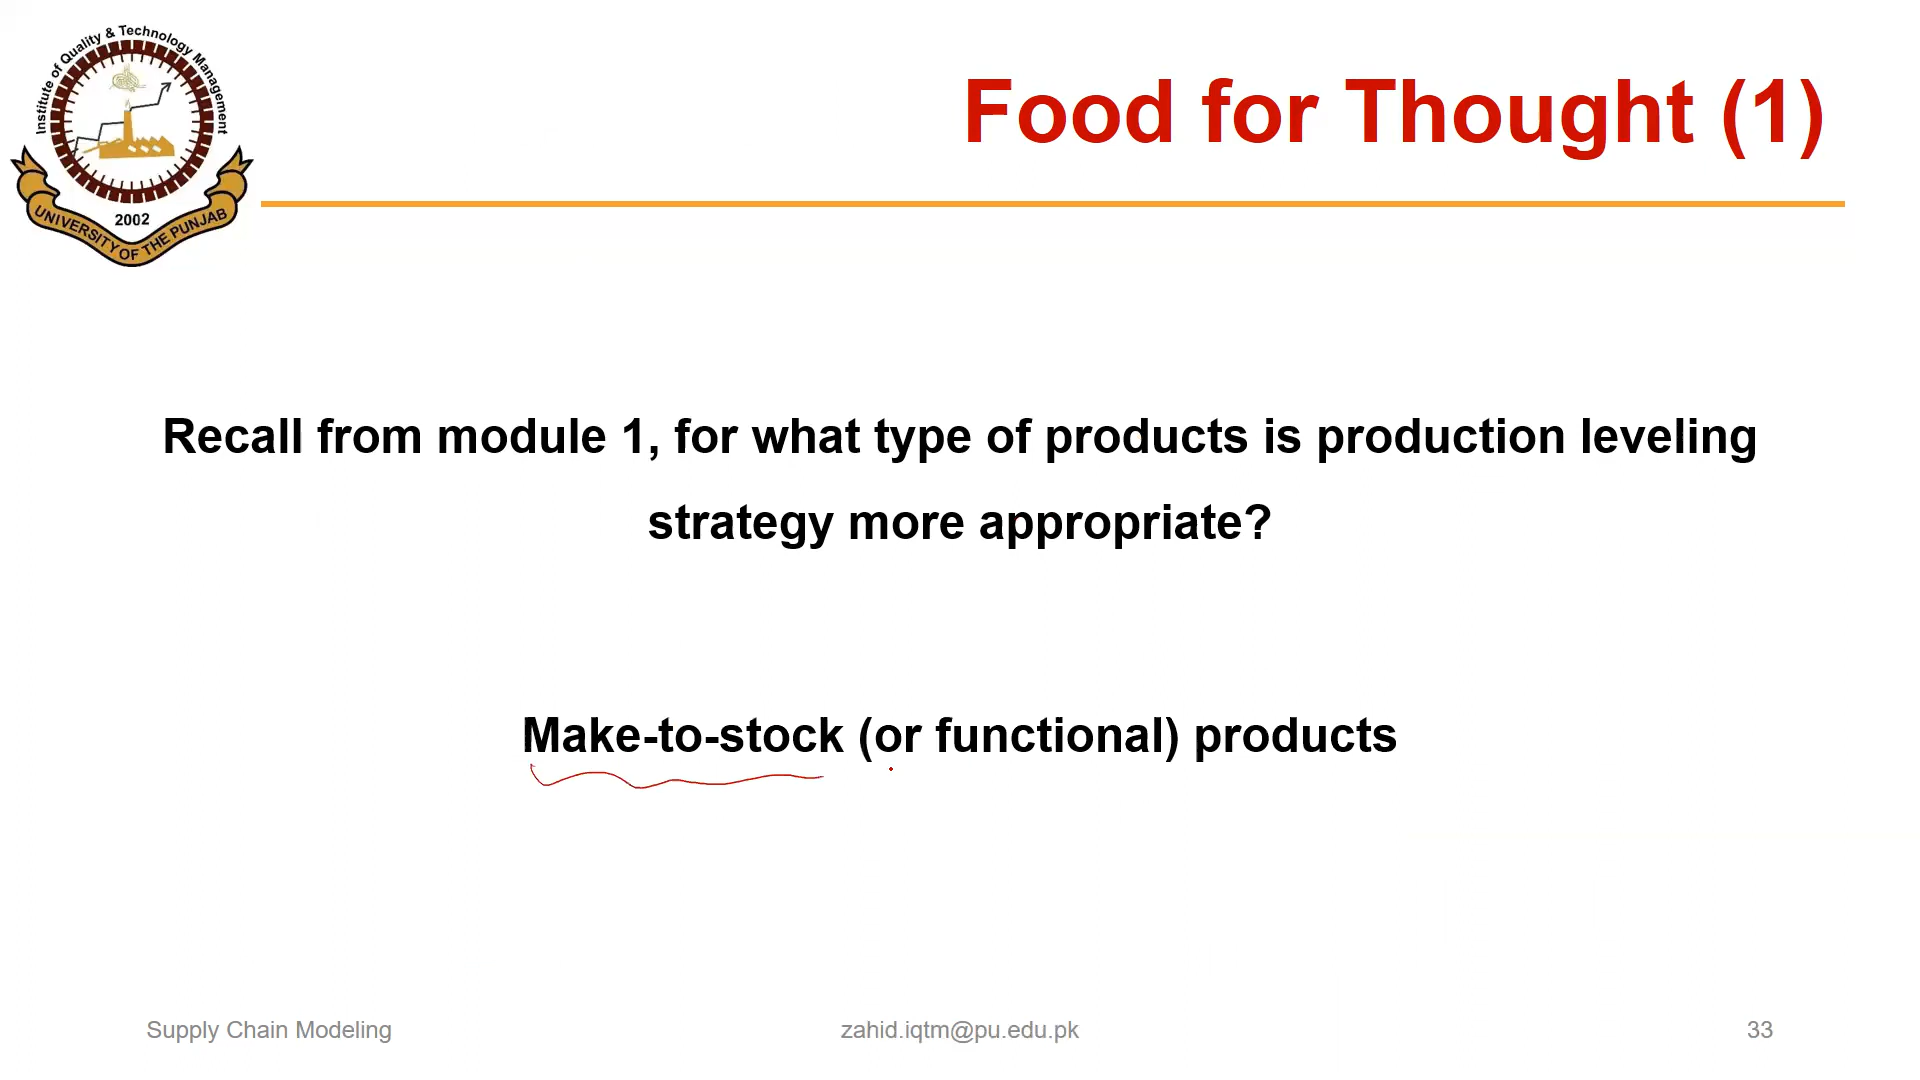 Institute of Quality & Technology Management
2002
UNIVERSITY OF THE PUNJAB
Food for Thought (1)
Recall from module 1, for what type of products is production leveling
strategy more appropriate?
Make-to-stock (or functional) products
Supply Chain Modeling
zahid.iqtm@pu.edu.pk
33